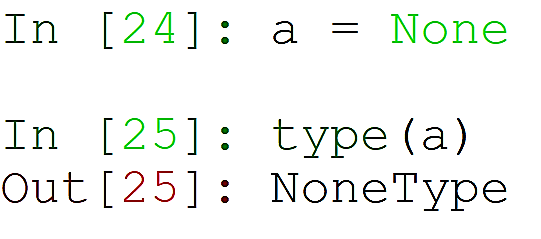 In [24]: a = None
In [25]: type(a)
Out[25]: NoneType